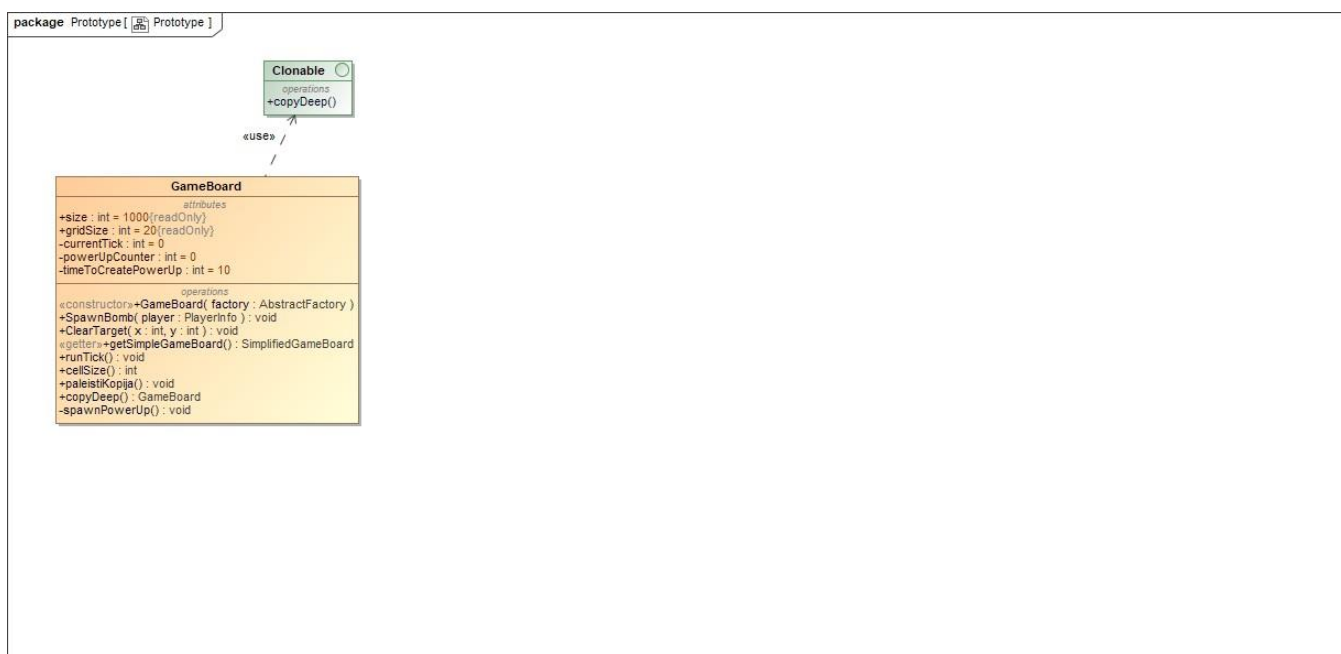 package Prototype [ Prototype ]
Clonable
operations
+copyDeep()
«use»
GameBoard
attributes
+size : int = 1000{readOnly}
+gridSize : int = 20{readOnly}
-currentTick : int = 0
-powerUpCounter : int = 0
-timeToCreatePowerUp : int = 10
operations
«constructor»+GameBoard( factory : AbstractFactory )
+SpawnBomb( player : PlayerInfo ) : void
+ClearTarget( x : int, y : int ) : void
«getter»+getSimpleGameBoard() : SimplifiedGameBoard
+runTick() : void
+cellSize() : int
+paleistiKopija() : void
+copyDeep() : GameBoard
-spawnPowerUp() : void